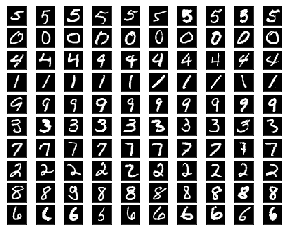 5 5 5 5 5 5 5 5 5 5
0 0 0 0 0 0 0 0 0 0
4 4 4 4 4 4 4 4 4 4
1 1 1 1 1 1 1 1 1 1
9 9 9 9 9 9 9 9 9 9
3 3 3 3 3 3 3 3 3 3
7 7 7 7 7 7 7 7 7 7
2 2 2 2 2 2 2 2 2 2
8 8 8 8 8 8 8 8 8 8
6 6 6 6 6 6 6 6 6 6